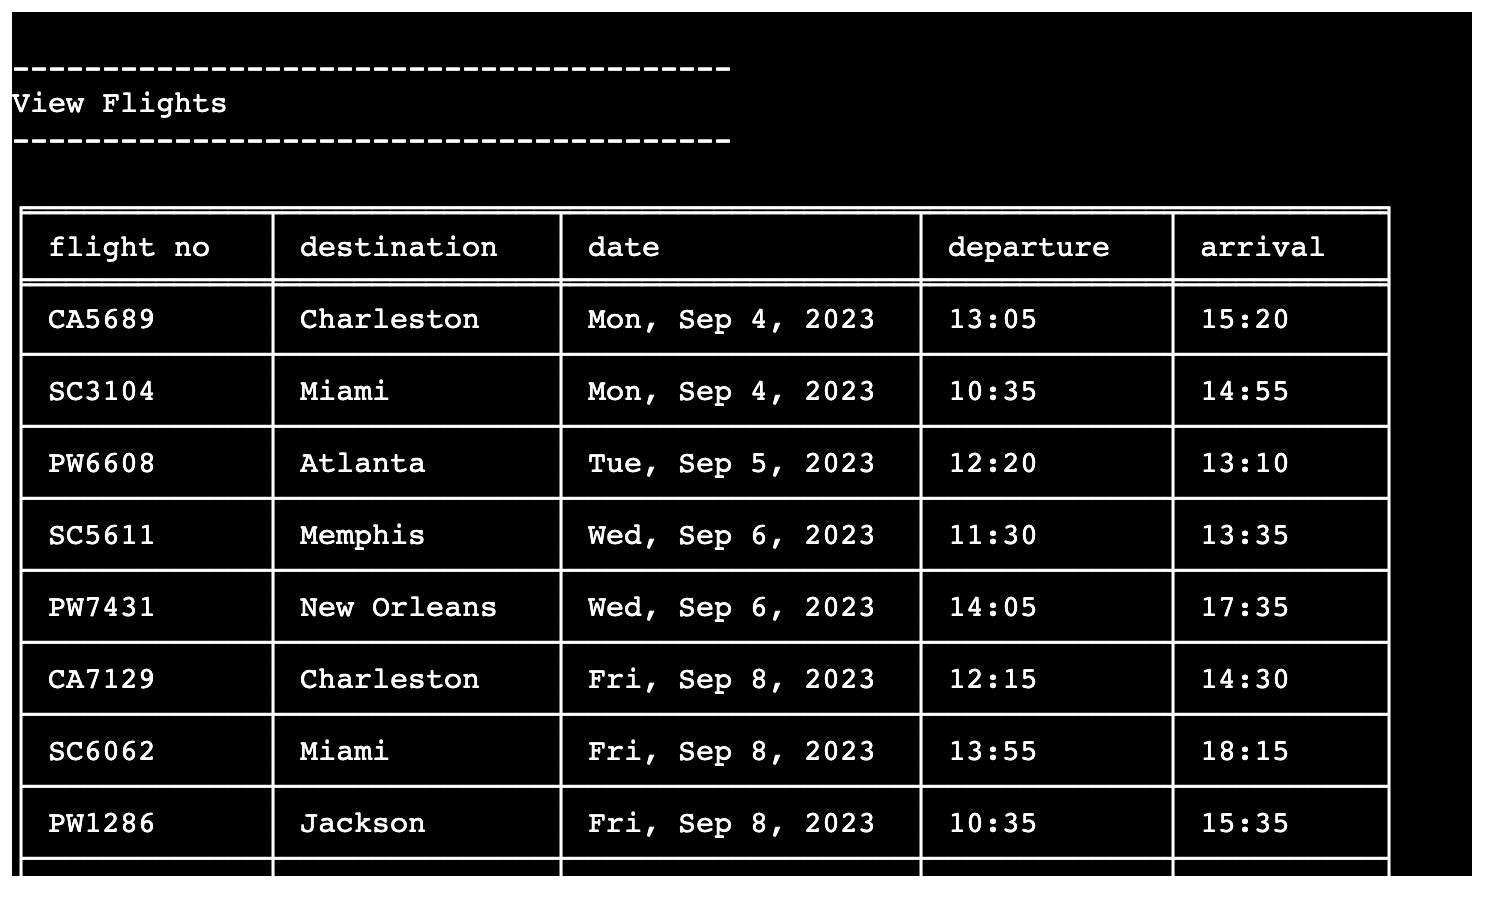 ----------------------------------------
View Flights
----------------------------------------
flight no destination date departure arrival
CA5689 Charleston Mon, Sep 4, 2023 13:05 15:20
SC3104 Miami Mon, Sep 4, 2023 10:35 14:55
PW6608 Atlanta Tue, Sep 5, 2023 12:20 13:10
SC5611 Memphis Wed, Sep 6, 2023 11:30 13:35
PW7431 New Orleans Wed, Sep 6, 2023 14:05 17:35
CA7129 Charleston Fri, Sep 8, 2023 12:15 14:30
SC6062 Miami Fri, Sep 8, 2023 13:55 18:15
PW1286 Jackson Fri, Sep 8, 2023 10:35 15:35